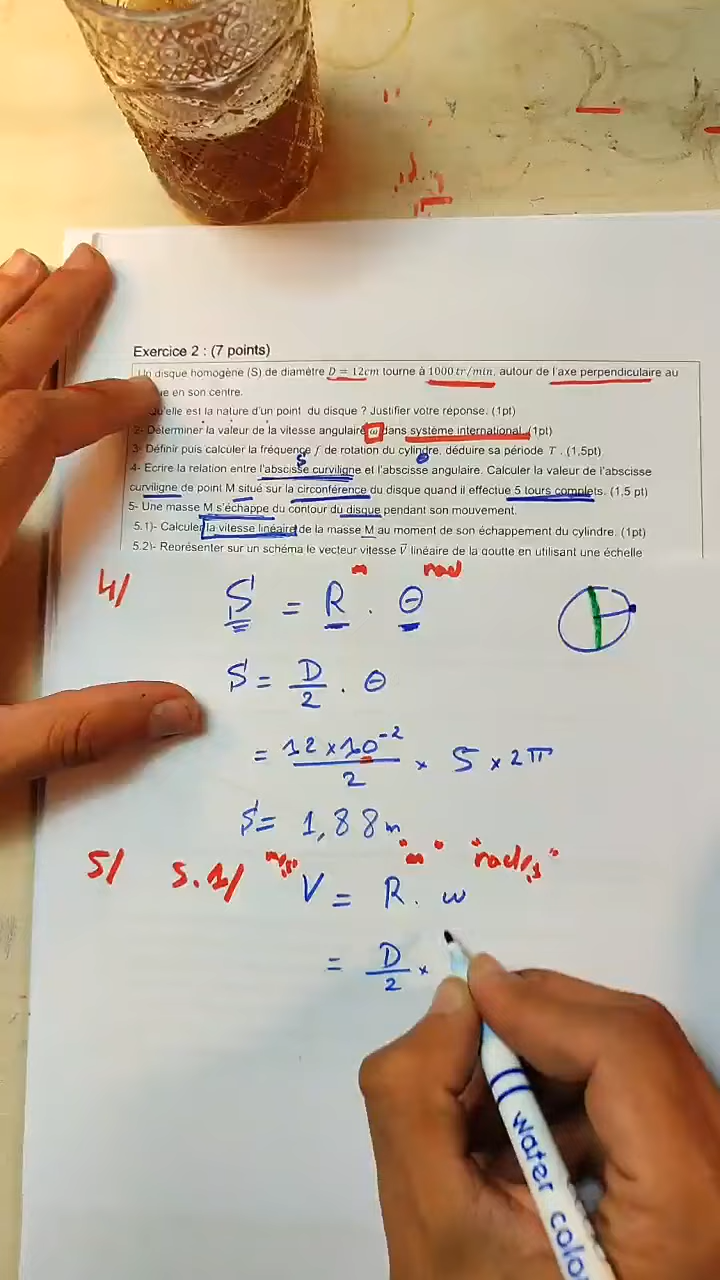 Exercice 2 : (7 points)
Un disque homogène (S) de diamètre D = 12cm tourne à 1000 tr/min, autour de l'axe perpendiculaire au
que en son centre.
Qu'elle est la nature d'un point du disque ? Justifier votre réponse. (1pt)
2- Déterminer la valeur de la vitesse angulaire ω dans système international. (1pt)
3- Définir puis calculer la fréquence f de rotation du cylindre, déduire sa période T . (1,5pt).
S θ
4- Ecrire la relation entre l'abscisse curviligne et l'abscisse angulaire. Calculer la valeur de l'abscisse
curviligne de point M situé sur la circonférence du disque quand il effectue 5 tours complets. (1,5 pt)
5- Une masse M s'échappe du contour du disque pendant son mouvement.
5.1)- Calculer la vitesse linéaire de la masse M au moment de son échappement du cylindre. (1pt)
5.2)- Représenter sur un schéma le vecteur vitesse V⃗ linéaire de la goutte en utilisant une échelle
m rad
4/ S = R . θ
S = D/2 . θ
= 12×10⁻²/2 × 5 × 2π
S = 1,88m
"m/s" "m" "rad/s"
5/ 5.1/ V = R . ω
= D/2 ×
water color